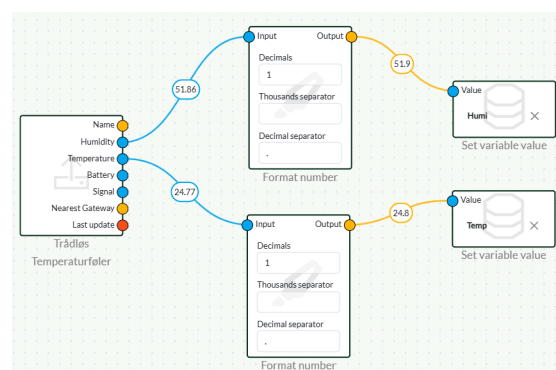 Name
Humidity
Temperature
Battery
Signal
Nearest Gateway
Last update
Trådløs
Temperaturføler
51.86
24.77
Input Output
Decimals
1
Thousands separator
Decimal separator
.
Format number
51.9
Value
Humi
Set variable value
Input Output
Decimals
1
Thousands separator
Decimal separator
.
Format number
24.8
Value
Temp
Set variable value